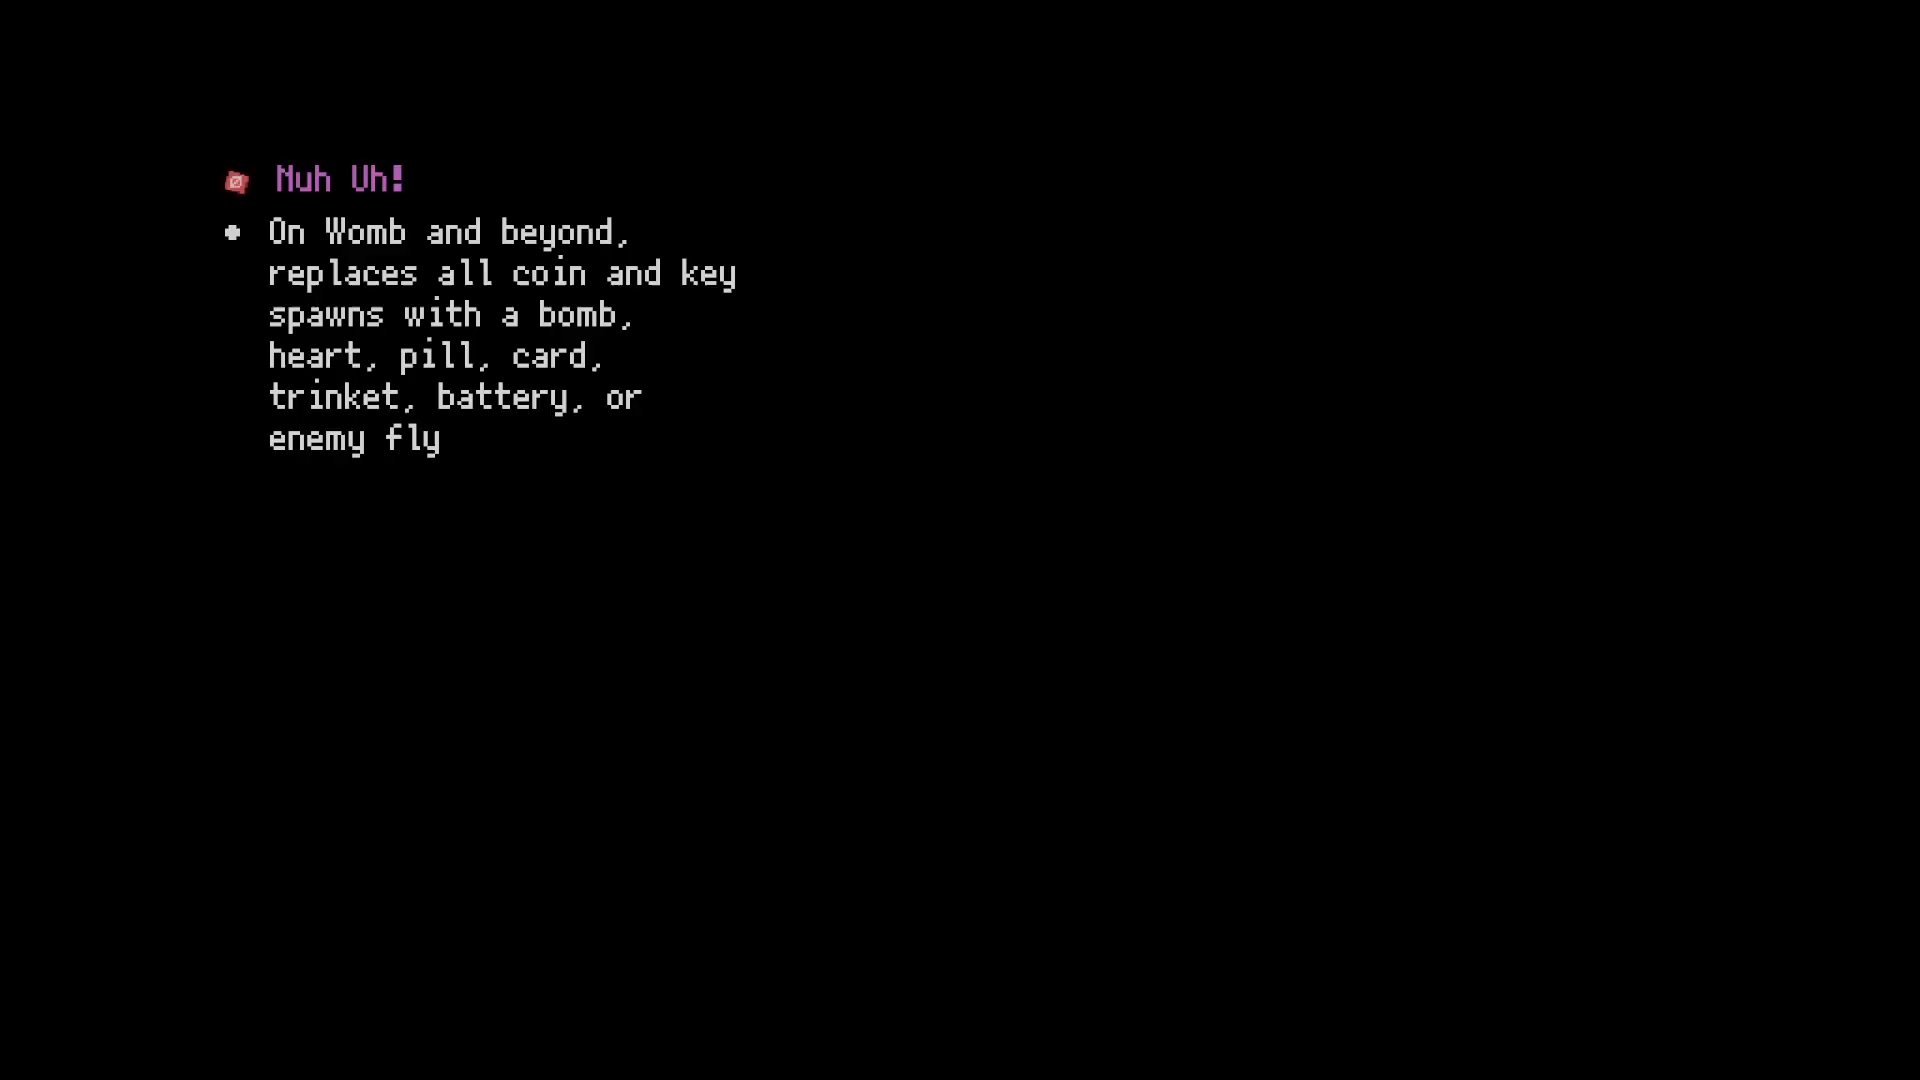 Nuh Uh!
• On Womb and beyond,
replaces all coin and key
spawns with a bomb,
heart, pill, card,
trinket, battery, or
enemy fly